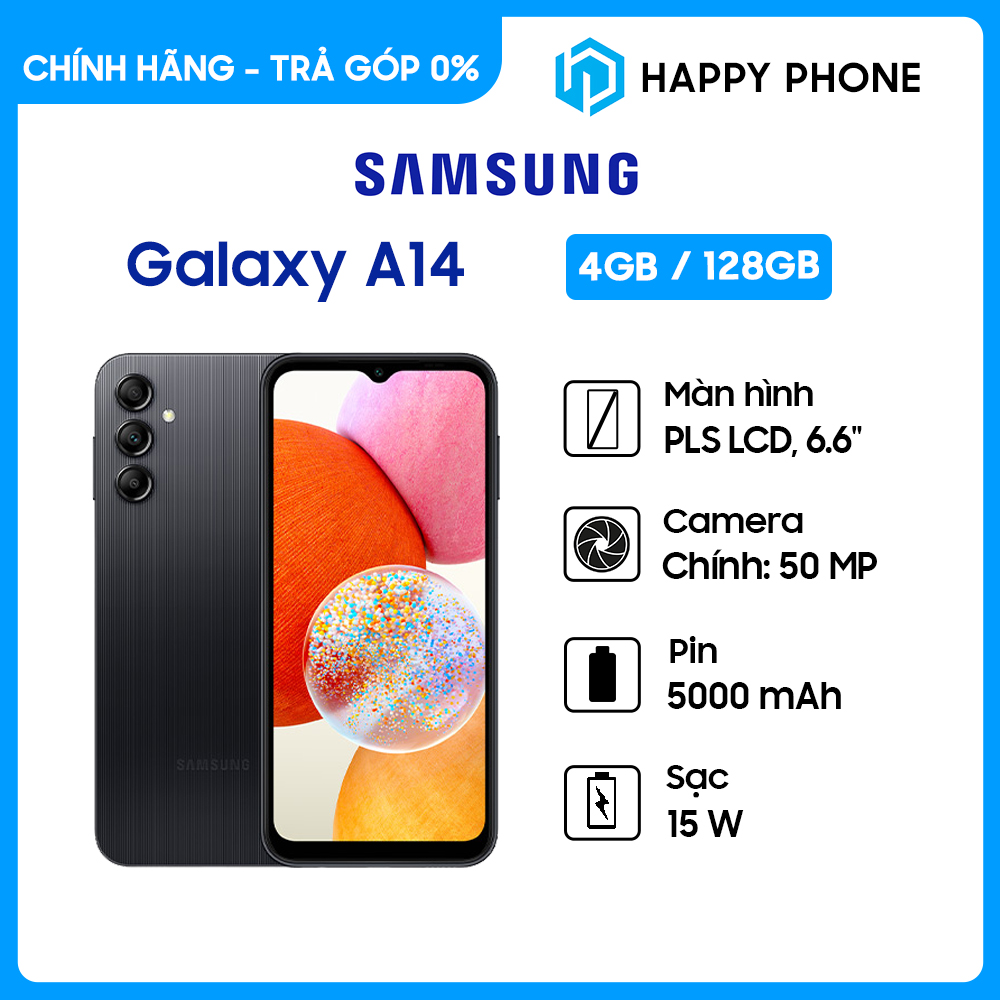 CHÍNH HÃNG - TRẢ GÓP 0%
HAPPY PHONE
SAMSUNG
Galaxy A14
4GB / 128GB
Màn hình
PLS LCD, 6.6"
Camera
Chính: 50 MP
Pin
5000 mAh
Sạc
15 W
SAMSUNG